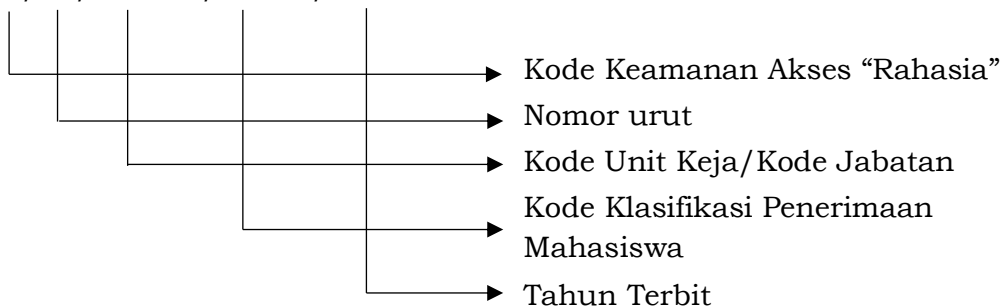 Kode Keamanan Akses “Rahasia”
Nomor urut
Kode Unit Keja/Kode Jabatan
Kode Klasifikasi Penerimaan
Mahasiswa
Tahun Terbit